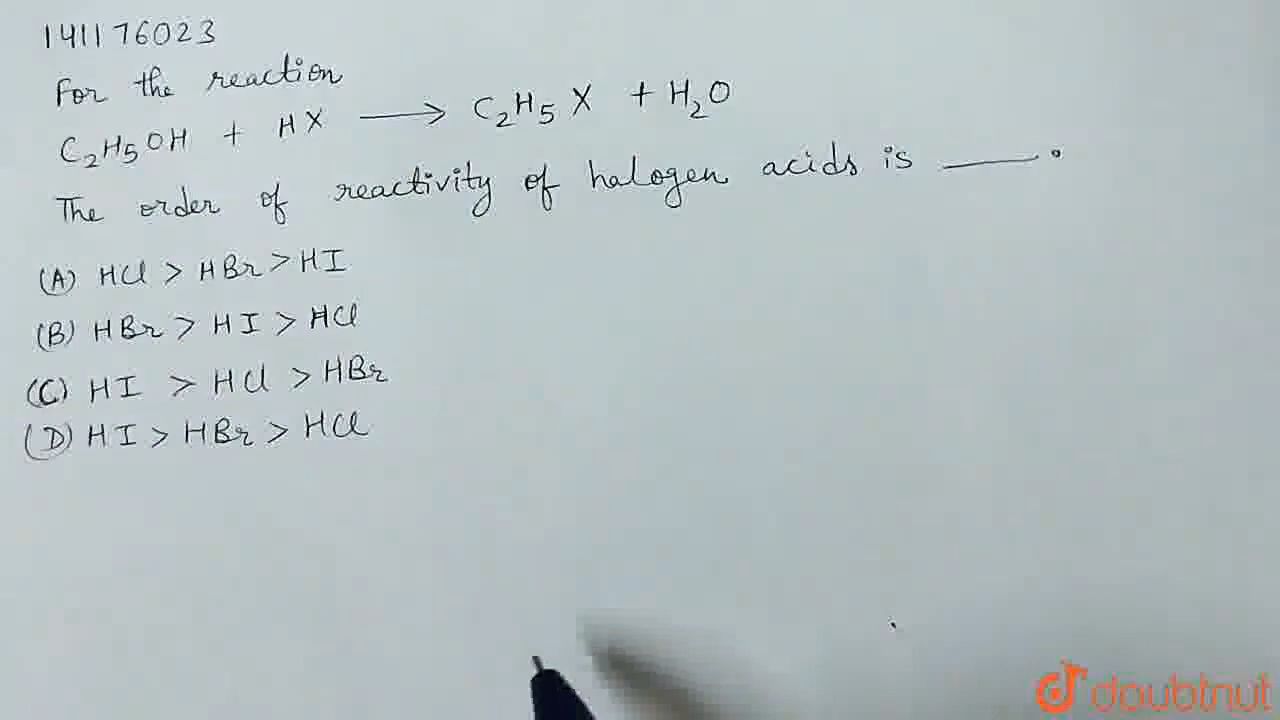 141176023
For the reaction
C₂H₅OH + HX ⟶ C₂H₅X + H₂O
The order of reactivity of halogen acids is ____.
(A) HCl > HBr > HI
(B) HBr > HI > HCl
(C) HI > HCl > HBr
(D) HI > HBr > HCl
doubtnut